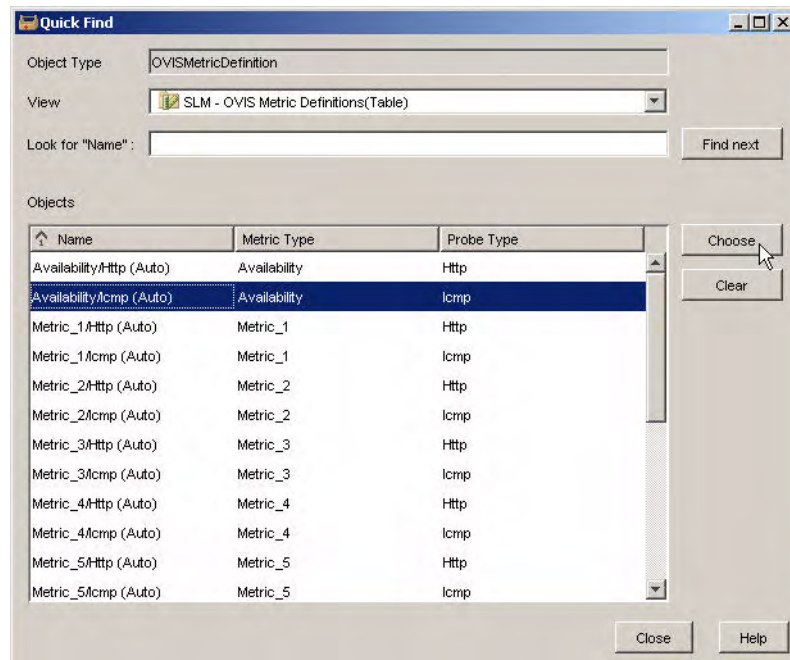 Quick Find
Object Type OVISMetricDefinition
View SLM - OVIS Metric Definitions(Table)
Look for "Name" : Find next
Objects
Name Metric Type Probe Type Choose
Availability/Http (Auto) Availability Http
Clear
Availability/Icmp (Auto) Availability Icmp
Metric_1/Http (Auto) Metric_1 Http
Metric_1/Icmp (Auto) Metric_1 Icmp
Metric_2/Http (Auto) Metric_2 Http
Metric_2/Icmp (Auto) Metric_2 Icmp
Metric_3/Http (Auto) Metric_3 Http
Metric_3/Icmp (Auto) Metric_3 Icmp
Metric_4/Http (Auto) Metric_4 Http
Metric_4/Icmp (Auto) Metric_4 Icmp
Metric_5/Http (Auto) Metric_5 Http
Metric_5/Icmp (Auto) Metric_5 Icmp
Close Help